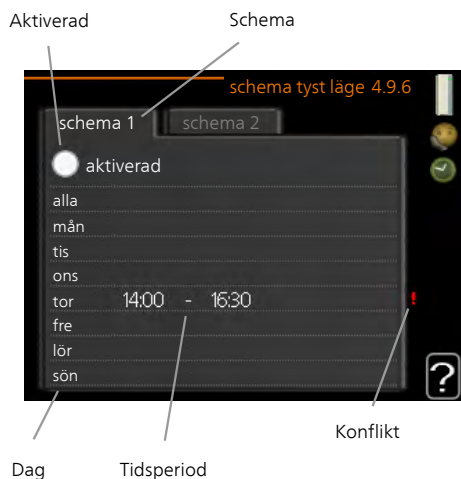 Aktiverad
Schema
schema tyst läge 4.9.6
schema 1
schema 2
aktiverad
alla
mån
tis
ons
tor 14:00 - 16:30 !
fre
lör
sön
?
Konflikt
Dag
Tidsperiod